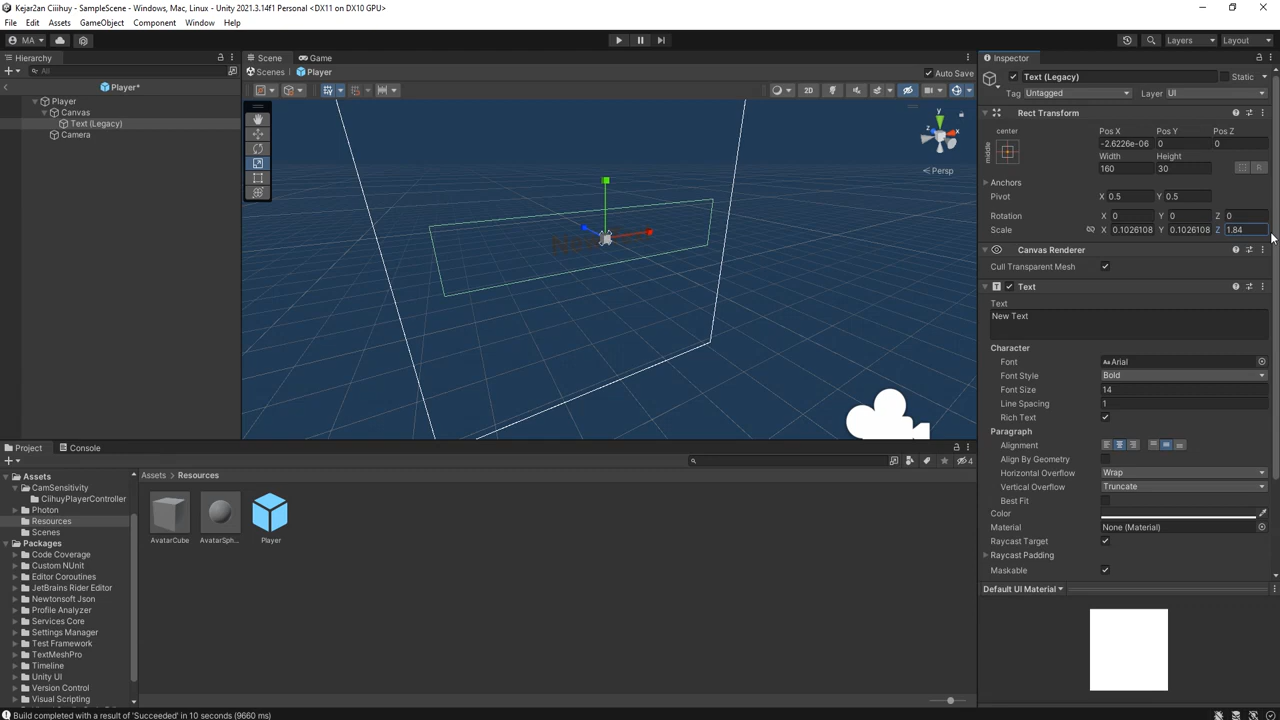 Kejar2an Ciiihuy - SampleScene - Windows, Mac, Linux - Unity 2021.3.14f1 Personal <DX11 on DX10 GPU>
File Edit Assets GameObject Component Window Help
MA Layers Layout
Hierarchy
All
Player*
Player
Canvas
Text (Legacy)
Camera
Scene Game
Scenes Player Auto Save
2D
y
x
Persp
Inspector
Text (Legacy) Static
Tag Untagged Layer UI
Rect Transform
center Pos X Pos Y Pos Z
middle -2.6226e-06 0 0
Width Height
160 30 R
Anchors
Pivot X 0.5 Y 0.5
Rotation X 0 Y 0 Z 0
Scale X 0.1026108 Y 0.1026108 Z 1.84
Canvas Renderer
Cull Transparent Mesh
Text
Text
New Text
Character
Font Aa Arial
Font Style Bold
Font Size 14
Line Spacing 1
Rich Text
Paragraph
Alignment
Align By Geometry
Horizontal Overflow Wrap
Vertical Overflow Truncate
Best Fit
Color
Material None (Material)
Raycast Target
Raycast Padding
Maskable
Default UI Material
Project Console
4
Assets
CamSensitivity
CiihuyPlayerController
Photon
Resources
Scenes
Packages
Code Coverage
Custom NUnit
Editor Coroutines
JetBrains Rider Editor
Newtonsoft Json
Profile Analyzer
Services Core
Settings Manager
Test Framework
TextMeshPro
Timeline
Unity UI
Version Control
Visual Scripting
Assets > Resources
AvatarCube AvatarSph... Player
Build completed with a result of 'Succeeded' in 10 seconds (9660 ms)